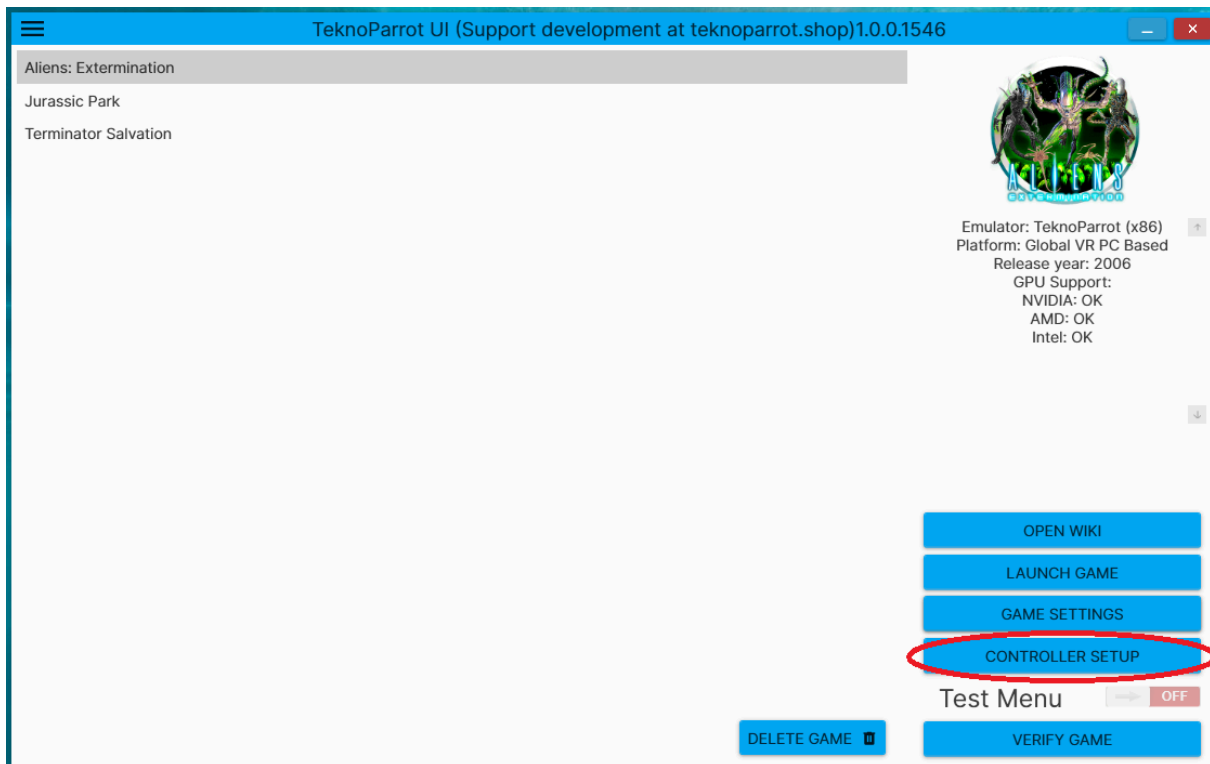 TeknoParrot UI (Support development at teknoparrot.shop)1.0.0.1546
Aliens: Extermination
Jurassic Park
Terminator Salvation
ALIENS
EXTERMINATION
Emulator: TeknoParrot (x86)
Platform: Global VR PC Based
Release year: 2006
GPU Support:
NVIDIA: OK
AMD: OK
Intel: OK
OPEN WIKI
LAUNCH GAME
GAME SETTINGS
CONTROLLER SETUP
Test Menu OFF
DELETE GAME
VERIFY GAME